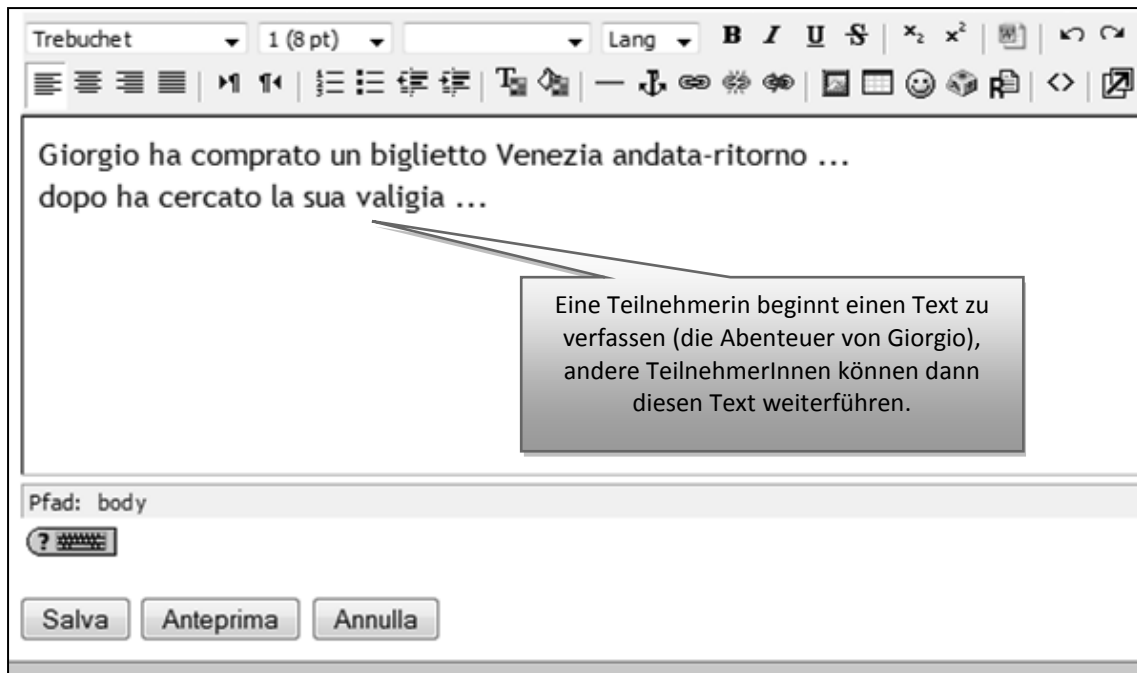 Trebuchet 1 (8 pt) Lang B I U S x₂ x²
Giorgio ha comprato un biglietto Venezia andata-ritorno ...
dopo ha cercato la sua valigia ...
Eine Teilnehmerin beginnt einen Text zu
verfassen (die Abenteuer von Giorgio),
andere TeilnehmerInnen können dann
diesen Text weiterführen.
Pfad: body
?
Salva Anteprima Annulla